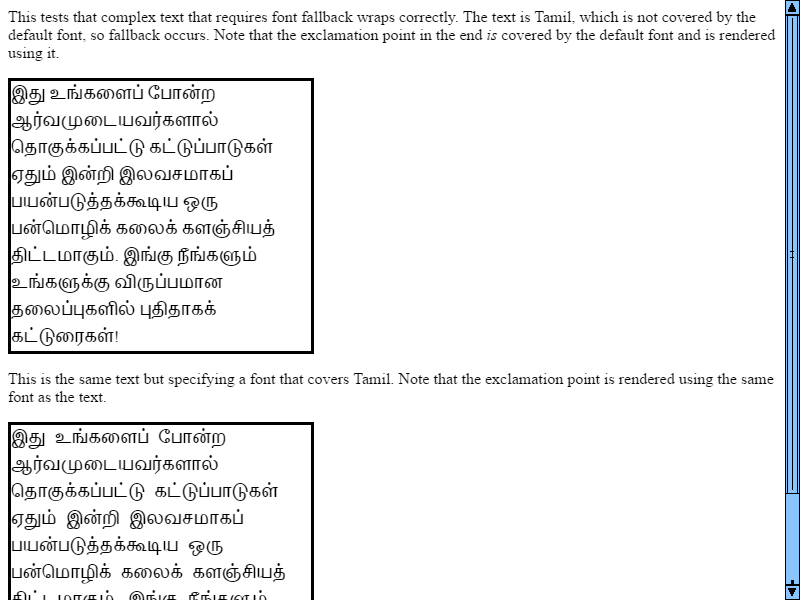 This tests that complex text that requires font fallback wraps correctly. The text is Tamil, which is not covered by the
default font, so fallback occurs. Note that the exclamation point in the end is covered by the default font and is rendered
using it.
இது உங்களைப் போன்ற
ஆர்வமுடையவர்களால்
தொகுக்கப்பட்டு கட்டுப்பாடுகள்
ஏதும் இன்றி இலவசமாகப்
பயன்படுத்தக்கூடிய ஒரு
பன்மொழிக் கலைக் களஞ்சியத்
திட்டமாகும். இங்கு நீங்களும்
உங்களுக்கு விருப்பமான
தலைப்புகளில் புதிதாகக்
கட்டுரைகள்!
This is the same text but specifying a font that covers Tamil. Note that the exclamation point is rendered using the same
font as the text.
இது உங்களைப் போன்ற
ஆர்வமுடையவர்களால்
தொகுக்கப்பட்டு கட்டுப்பாடுகள்
ஏதும் இன்றி இலவசமாகப்
பயன்படுத்தக்கூடிய ஒரு
பன்மொழிக் கலைக் களஞ்சியத்
திட்டமாகும். இங்கு நீங்களும்